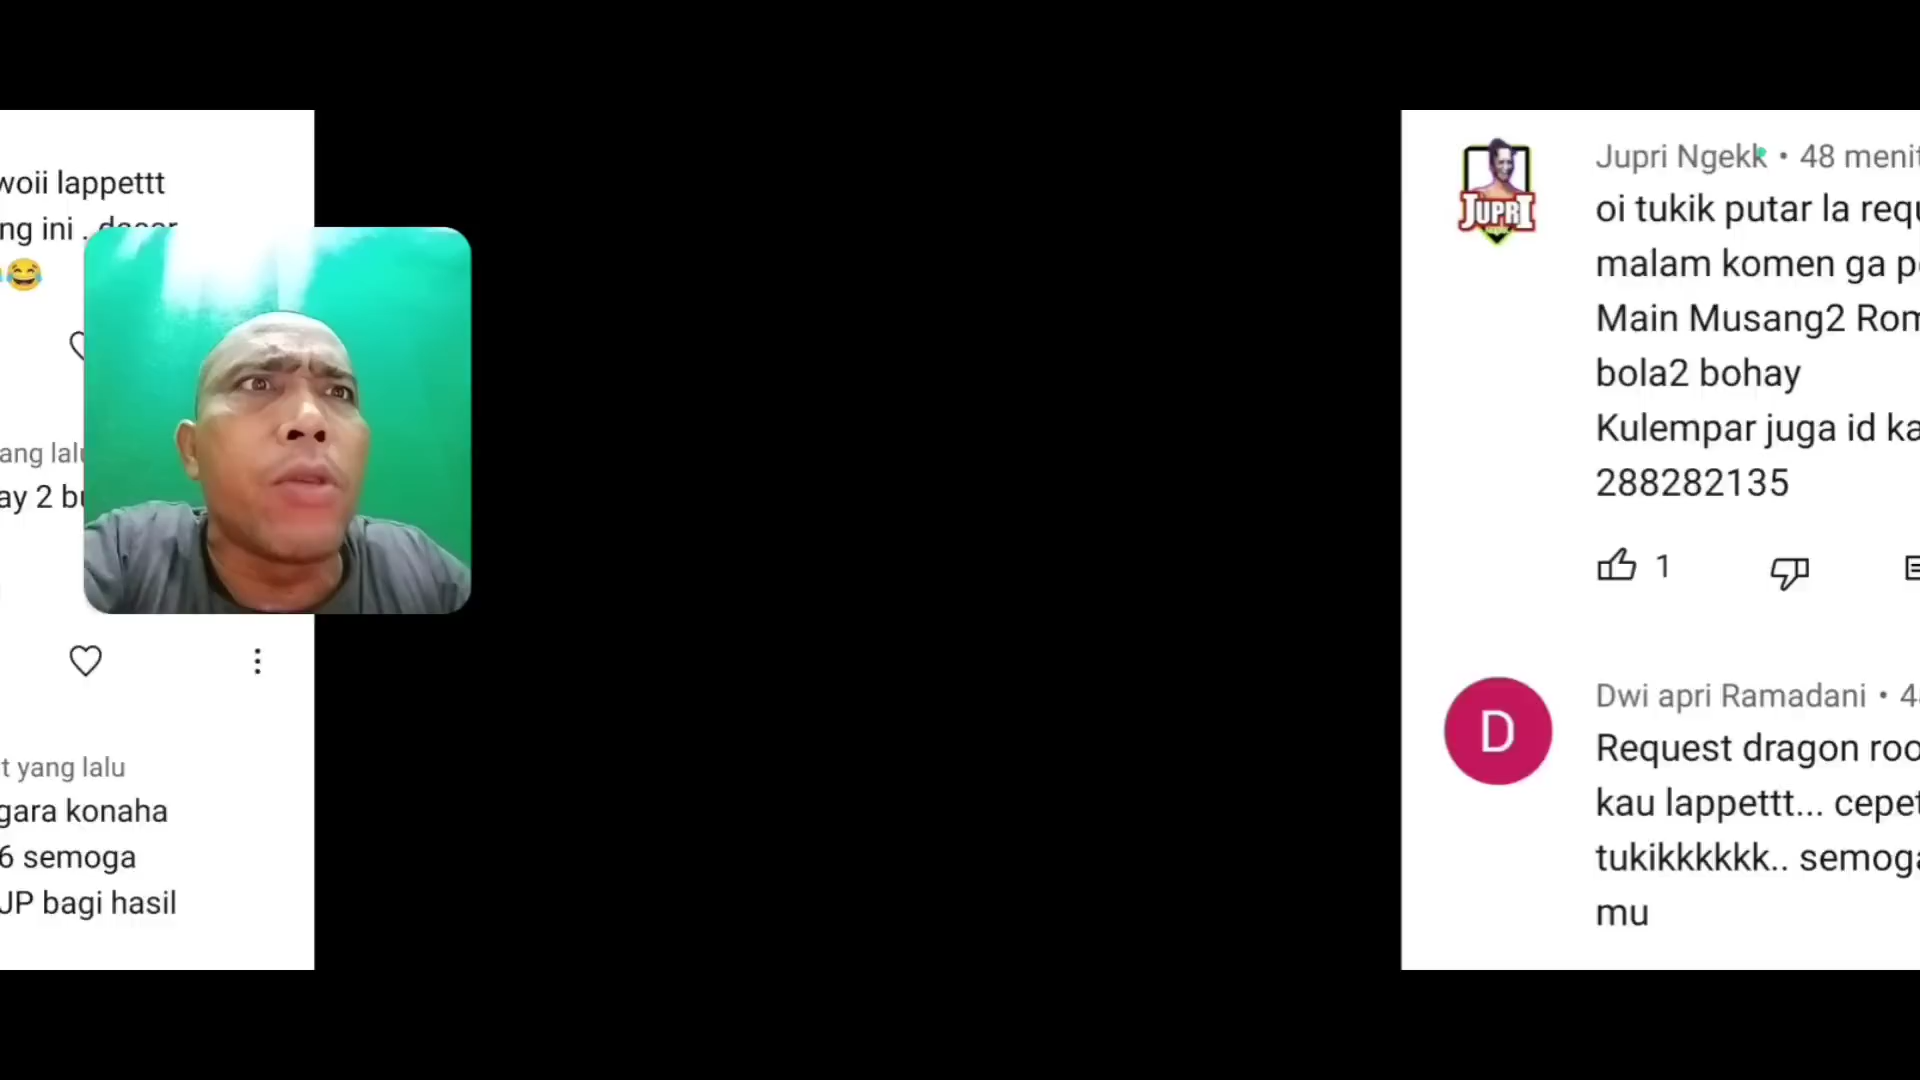 woii lappettt
ng ini .
ang lalu
ay 2
t yang lalu
gara konaha
6 semoga
JP bagi hasil
JUPRI
Jupri Ngekk • 48 menit
oi tukik putar la requ
malam komen ga p
Main Musang2 Rom
bola2 bohay
Kulempar juga id ka
288282135
1
D
Dwi apri Ramadani • 4
Request dragon roo
kau lappettt... cepet
tukikkkkkk.. semoga
mu